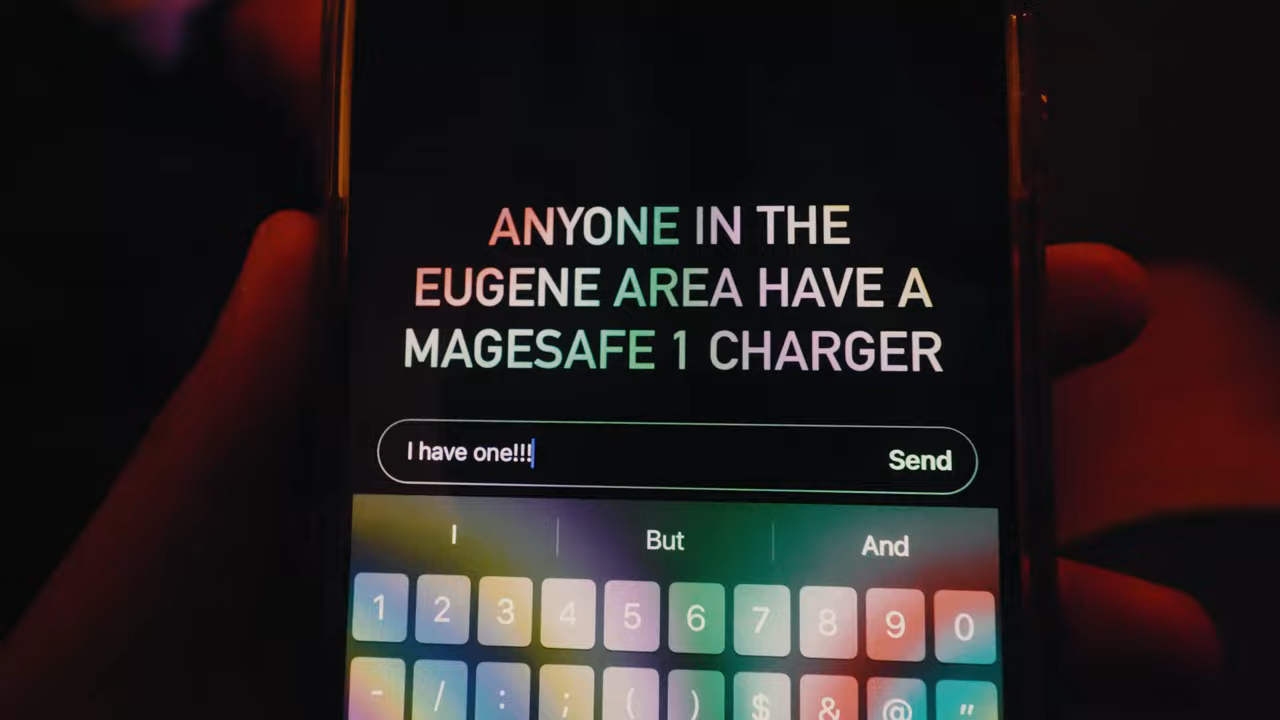 ANYONE IN THE
EUGENE AREA HAVE A
MAGESAFE 1 CHARGER
I have one!!! Send
I But And
1 2 3 4 5 6 7 8 9 0
- / : ; ( ) $ & @ "